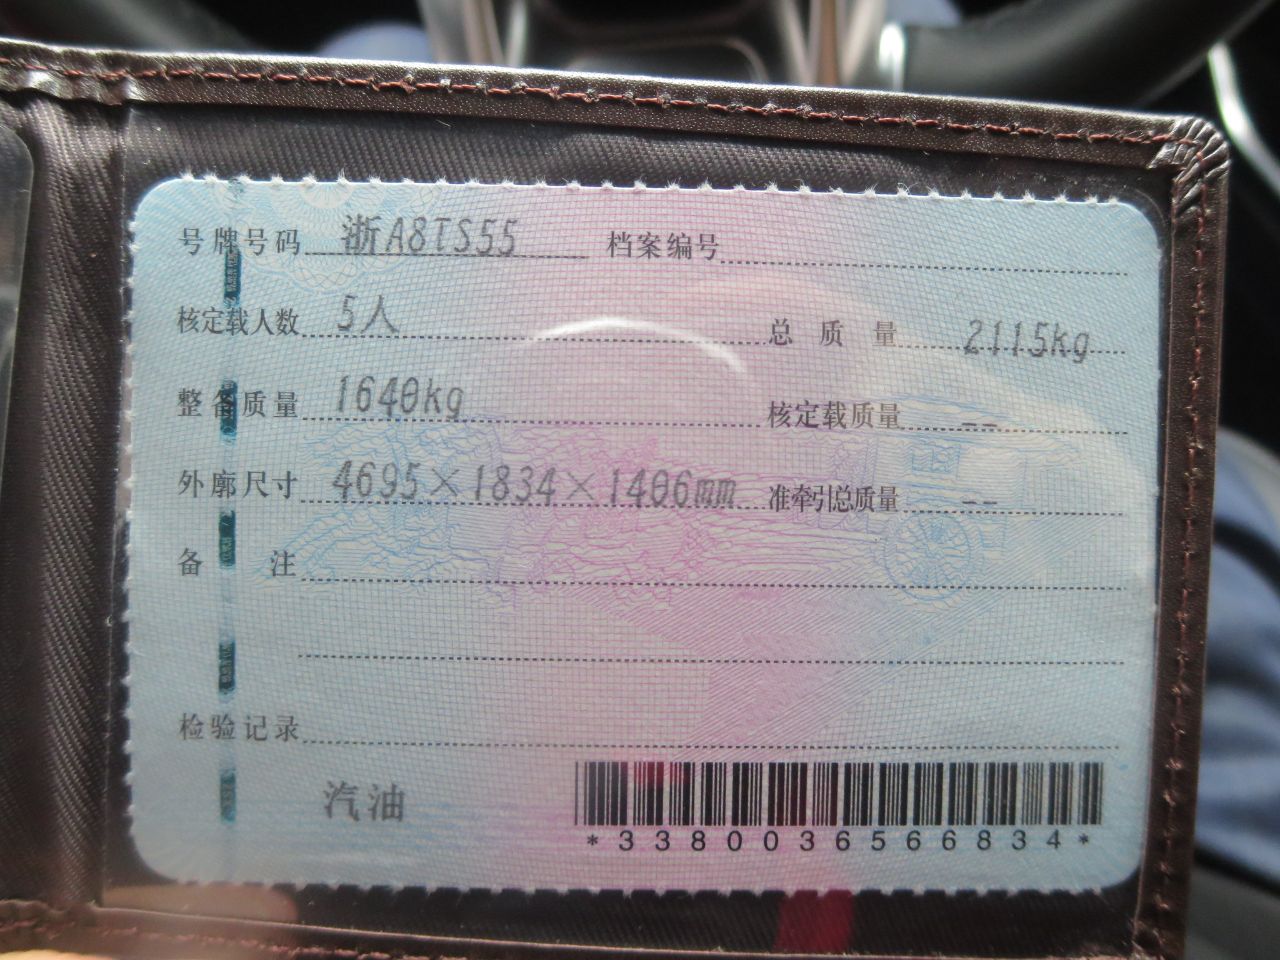 号牌号码 浙A8TS55 档案编号
核定载人数 5人 总质量 2115kg
整备质量 1640kg 核定载质量 --
外廓尺寸 4695×1834×1406mm 准牵引总质量 --
备注
检验记录
汽油
*3380036566834*